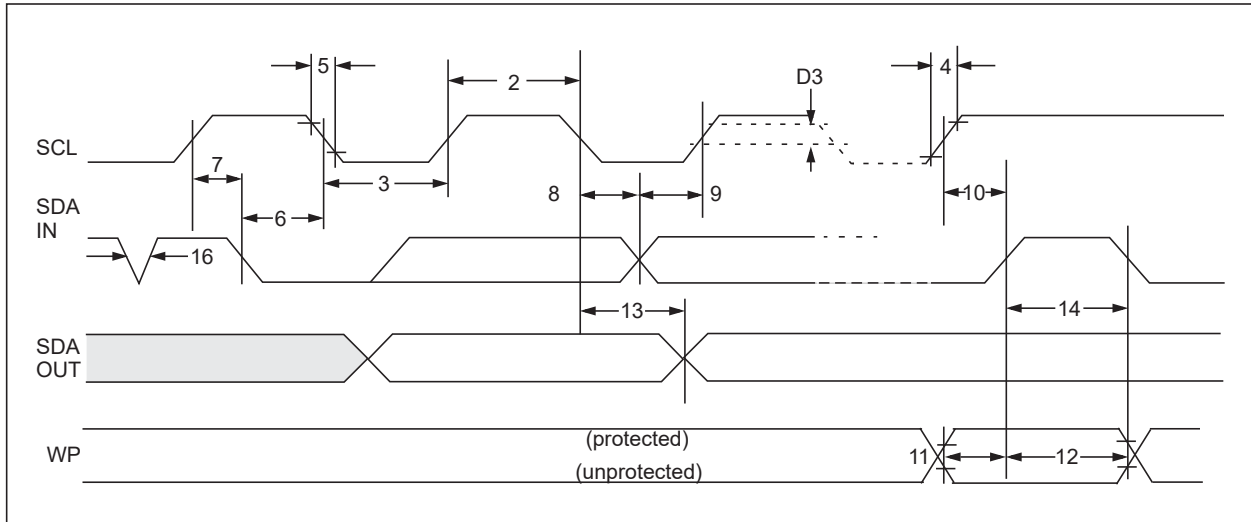 5
2
D3
4
SCL
7
3
8
9
10
6
SDA
IN
16
13
14
SDA
OUT
(protected)
WP
11
12
(unprotected)